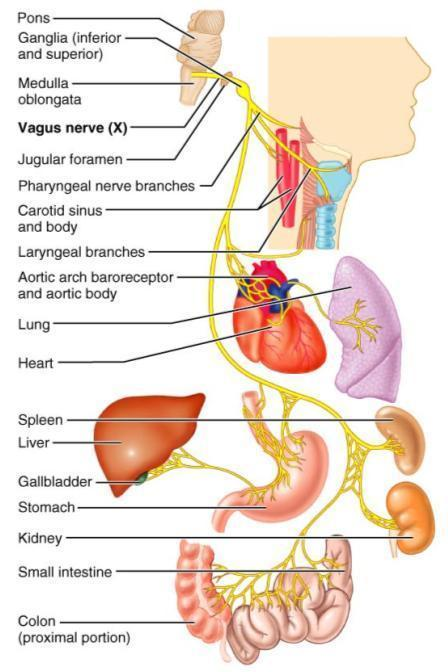 Pons
Ganglia (inferior
and superior)
Medulla
oblongata
Vagus nerve (X)
Jugular foramen
Pharyngeal nerve branches
Carotid sinus
and body
Laryngeal branches
Aortic arch baroreceptor
and aortic body
Lung
Heart
Spleen
Liver
Gallbladder
Stomach
Kidney
Small intestine
Colon
(proximal portion)